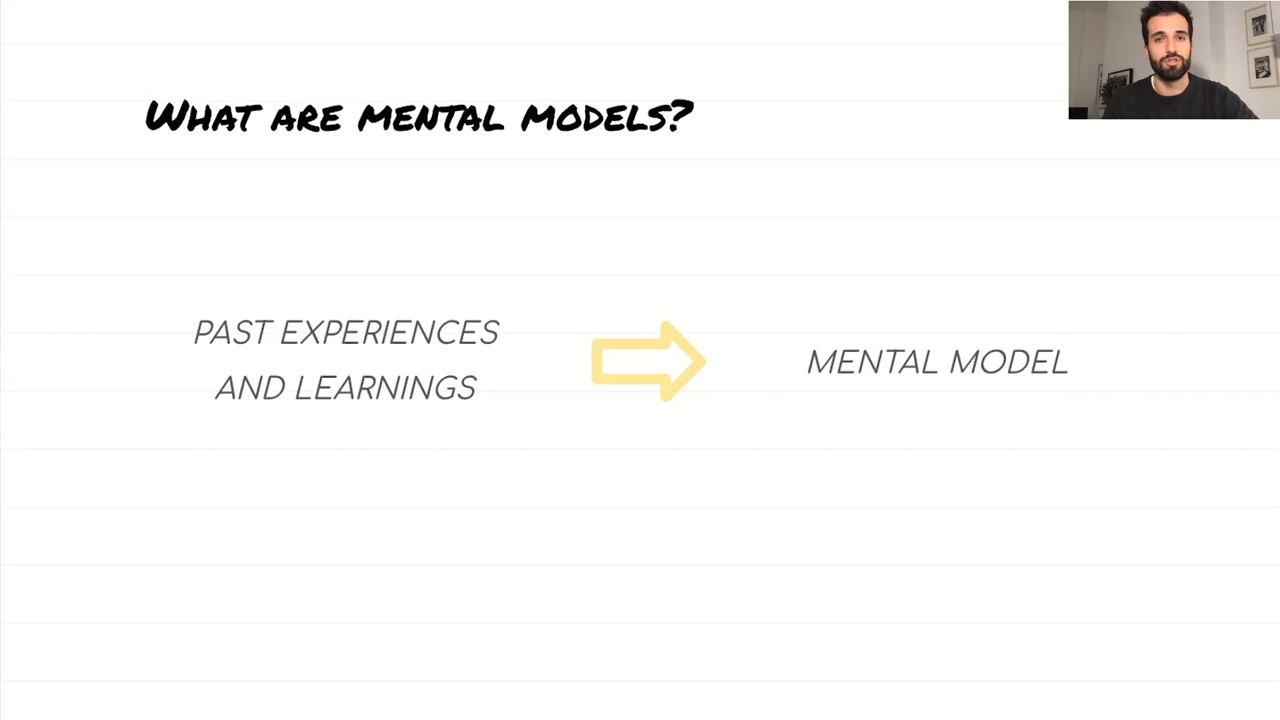 WHAT ARE MENTAL MODELS?
PAST EXPERIENCES
AND LEARNINGS
MENTAL MODEL